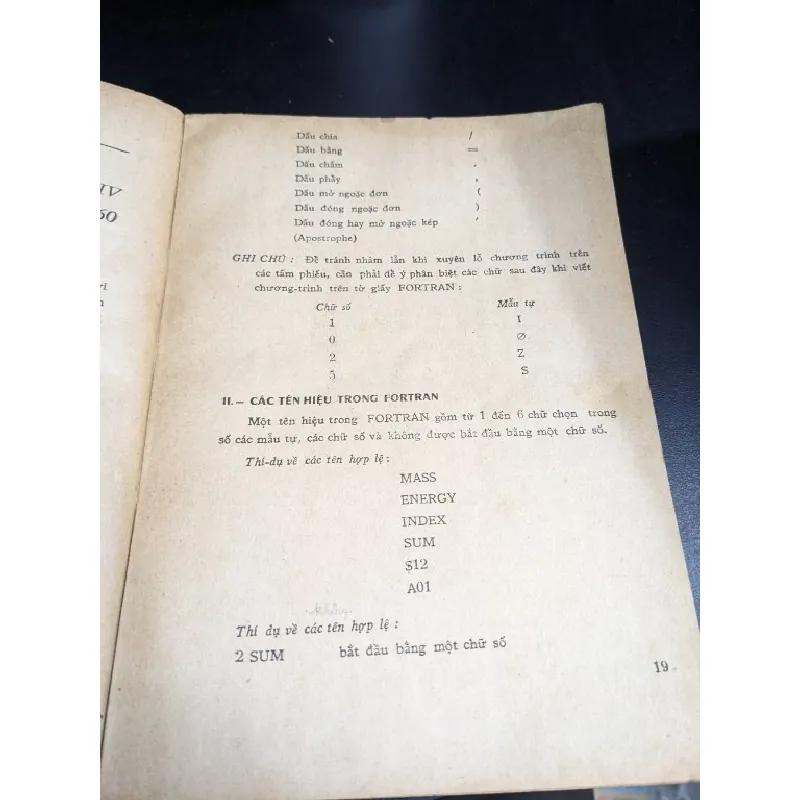 IV
50
Dấu chia /
Dấu bằng =
Dấu chấm .
Dấu phẩy ,
Dấu mở ngoặc đơn (
Dấu đóng ngoặc đơn )
Dấu đóng hay mở ngoặc kép '
(Apostrophe)
GHI CHÚ : Để tránh nhầm lẫn khi xuyên lỗ chương trình trên
các tấm phiếu, cần phải để ý phân biệt các chữ sau đây khi viết
chương-trình trên tờ giấy FORTRAN :
Chữ số Mẫu tự
1 I
0 Ø
2 Z
5 S
II.— CÁC TÊN HIỆU TRONG FORTRAN
Một tên hiệu trong FORTRAN gồm từ 1 đến 6 chữ chọn trong
số các mẫu tự, các chữ số và không được bắt đầu bằng một chữ số.
Thí-dụ về các tên hợp lệ :
MASS
ENERGY
INDEX
SUM
$12
A01
không
Thí dụ về các tên hợp lệ :
2 SUM bắt đầu bằng một chữ số
19